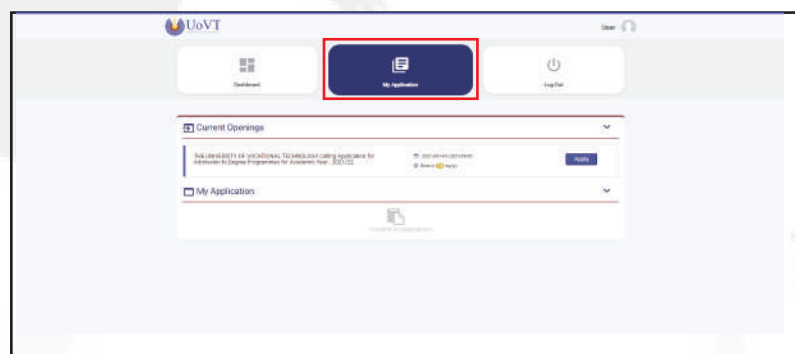 UoVT
User
Dashboard
My Application
Log Out
Current Openings
THE UNIVERSITY OF VOCATIONAL TECHNOLOGY calling Application for
Admission to Degree Programmes for Academic Year - 2021/22
Apply
My Application